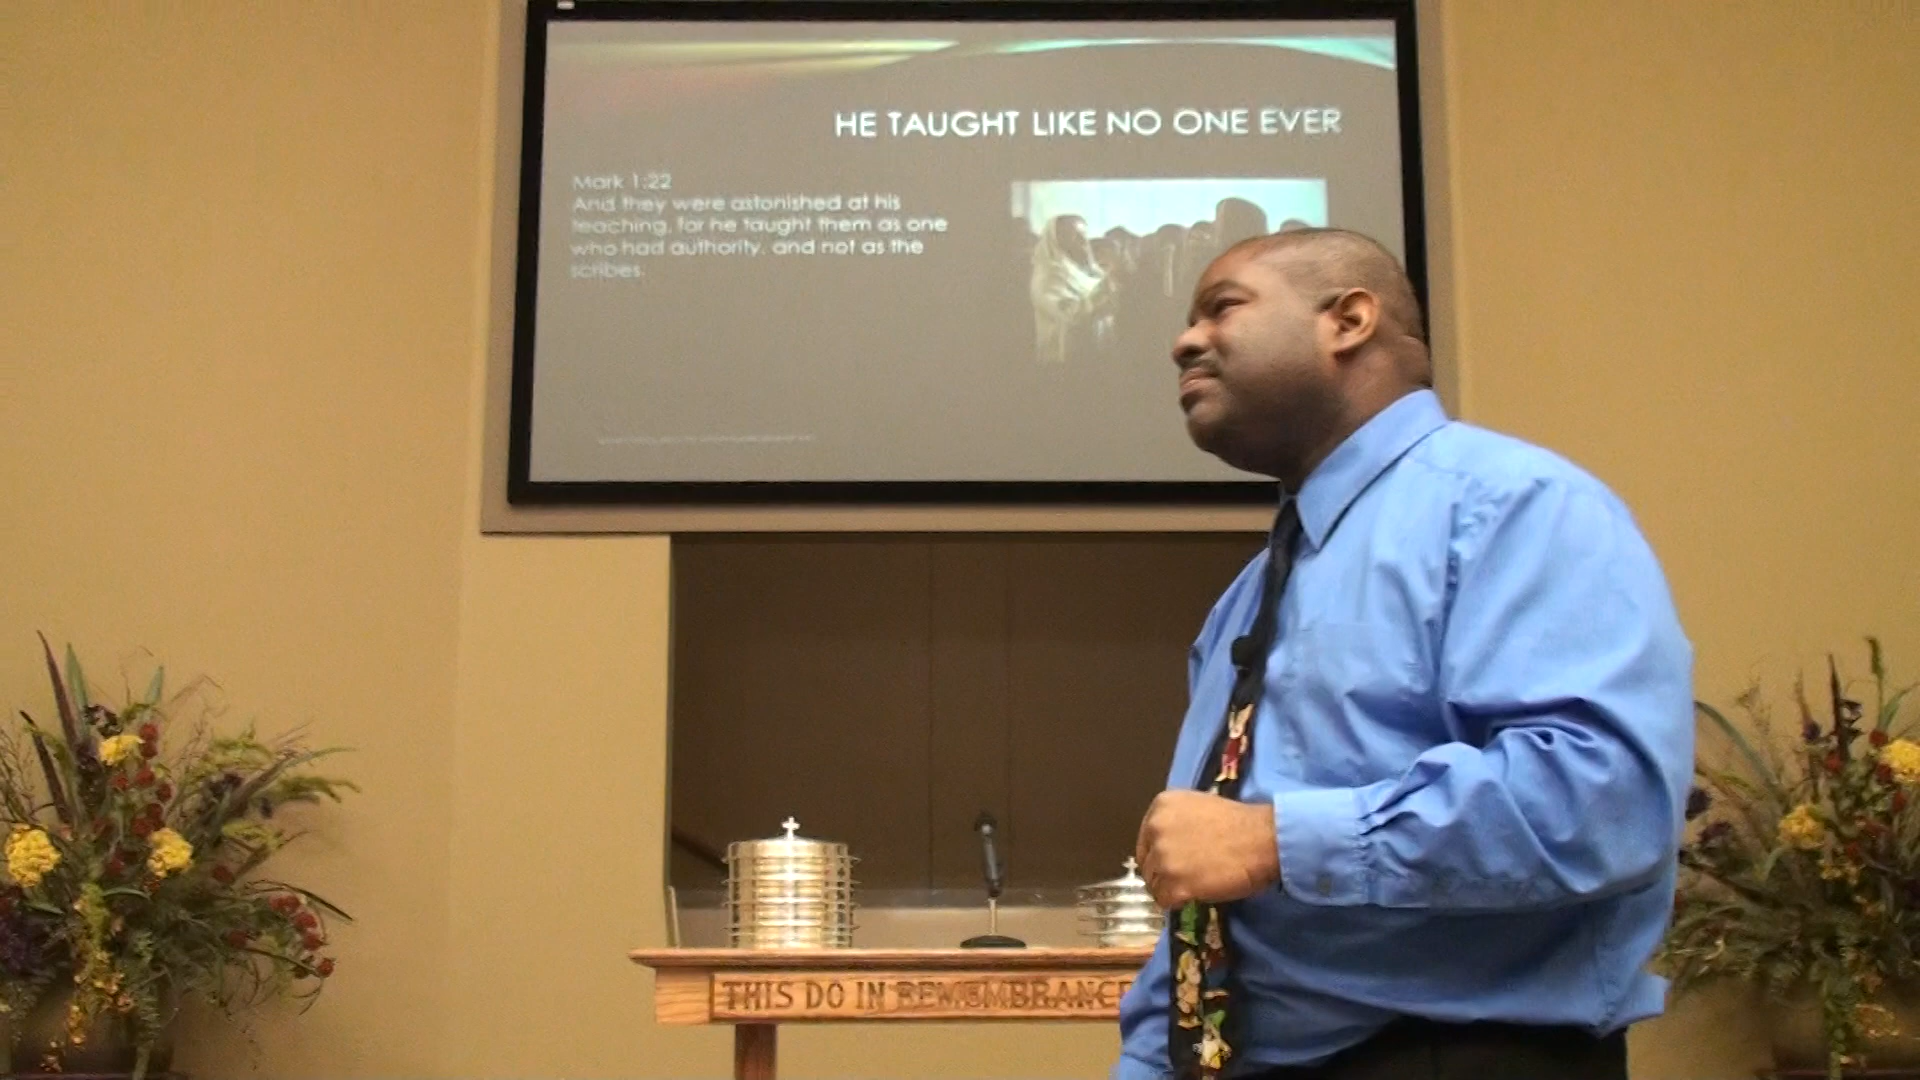 HE TAUGHT LIKE NO ONE EVER
Mark 1:22
And they were astonished at his
teaching, for he taught them as one
who had authority, and not as the
scribes.
THIS DO IN REMEMBRANCE